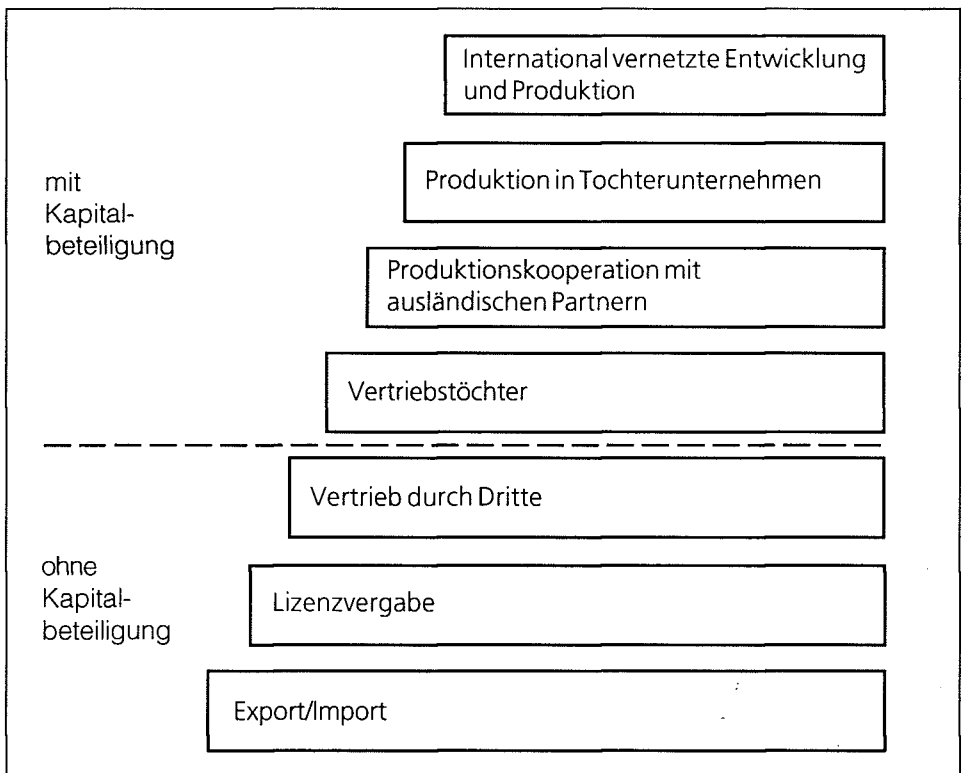 International vernetzte Entwicklung
und Produktion
mit
Kapital-
beteiligung
Produktion in Tochterunternehmen
Produktionskooperation mit
ausländischen Partnern
Vertriebstöchter
Vertrieb durch Dritte
ohne
Kapital-
beteiligung
Lizenzvergabe
Export/Import